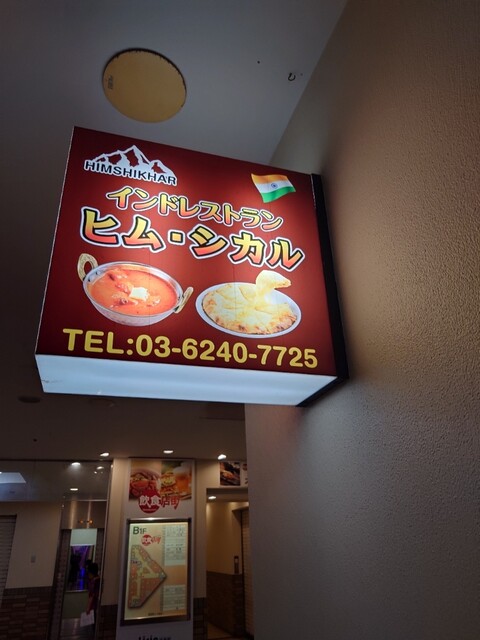 HIMSHIKHAR
インドレストラン
ヒム・シカル
TEL:03-6240-7725
飲食店街
B1F